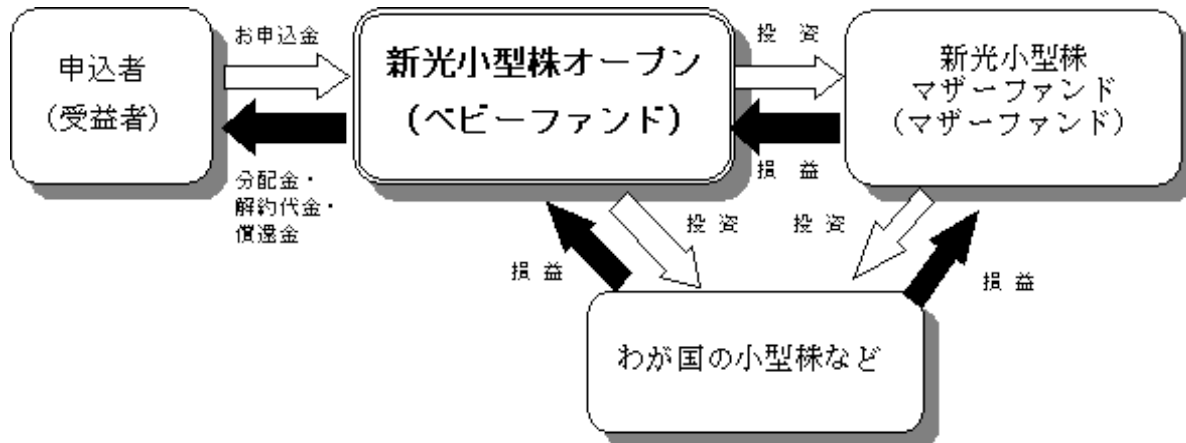 申込者
(受益者)
お申込金
分配金・
解約代金・
償還金
新光小型株オープン
(ベビーファンド)
投 資
損 益
新光小型株
マザーファンド
(マザーファンド)
損 益
投 資
投 資
損 益
わが国の小型株など